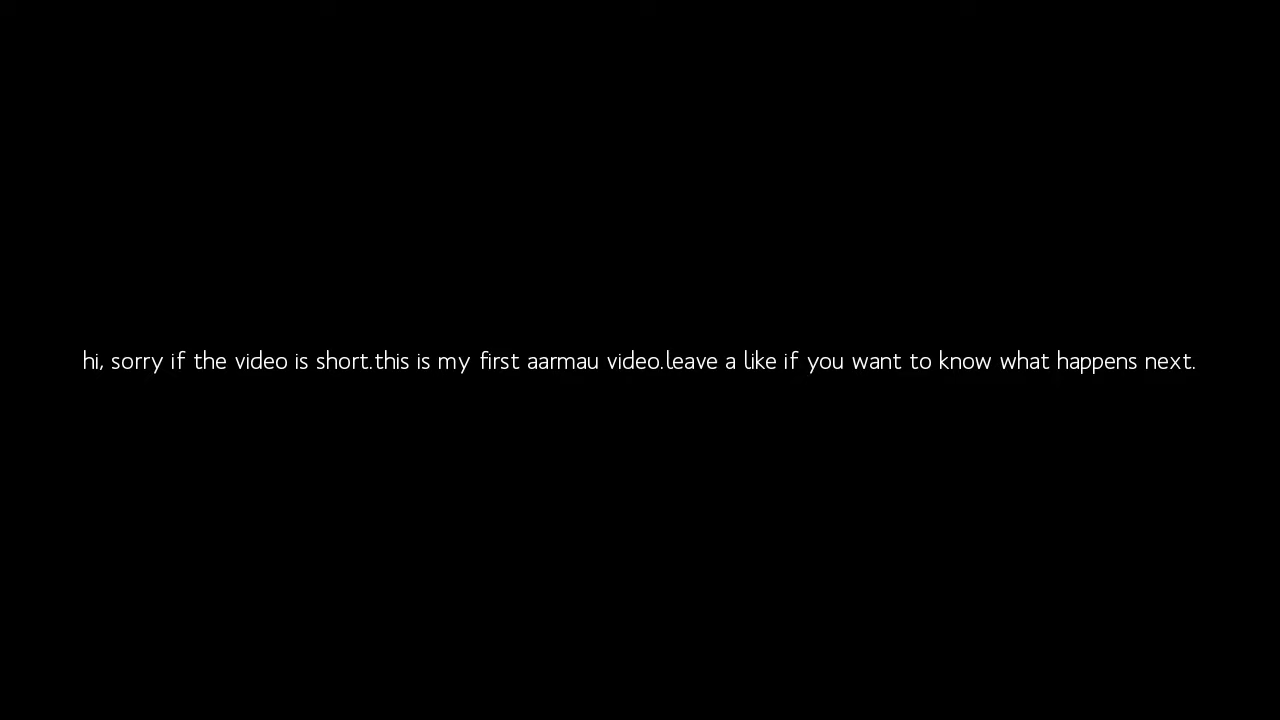 hi, sorry if the video is short.this is my first aarmau video.leave a like if you want to know what happens next.